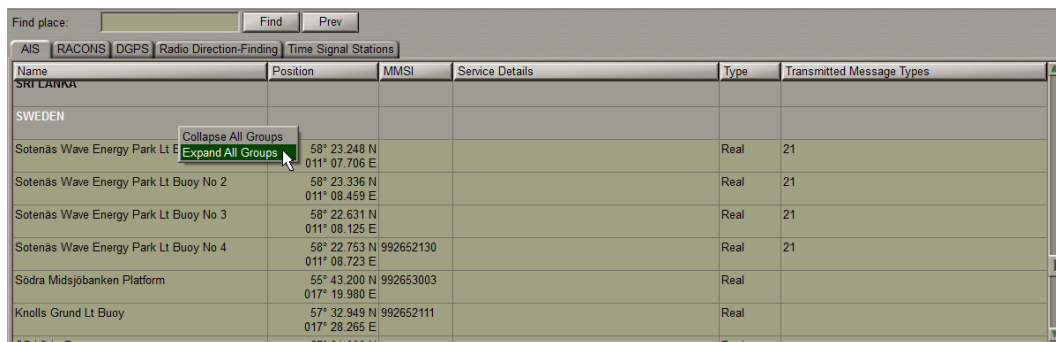 Find place: Find Prev
AIS RACONS DGPS Radio Direction-Finding Time Signal Stations
Name Position MMSI Service Details Type Transmitted Message Types
SRI LANKA
SWEDEN
Collapse All Groups
Expand All Groups
Sotenäs Wave Energy Park Lt 58° 23.248 N Real 21
011° 07.706 E
Sotenäs Wave Energy Park Lt Buoy No 2 58° 23.336 N Real 21
011° 08.459 E
Sotenäs Wave Energy Park Lt Buoy No 3 58° 22.631 N Real 21
011° 08.125 E
Sotenäs Wave Energy Park Lt Buoy No 4 58° 22.753 N 992652130 Real 21
011° 08.723 E
Södra Midsjöbanken Platform 55° 43.200 N 992653003 Real
017° 19.980 E
Knolls Grund Lt Buoy 57° 32.949 N 992652111 Real
017° 28.265 E